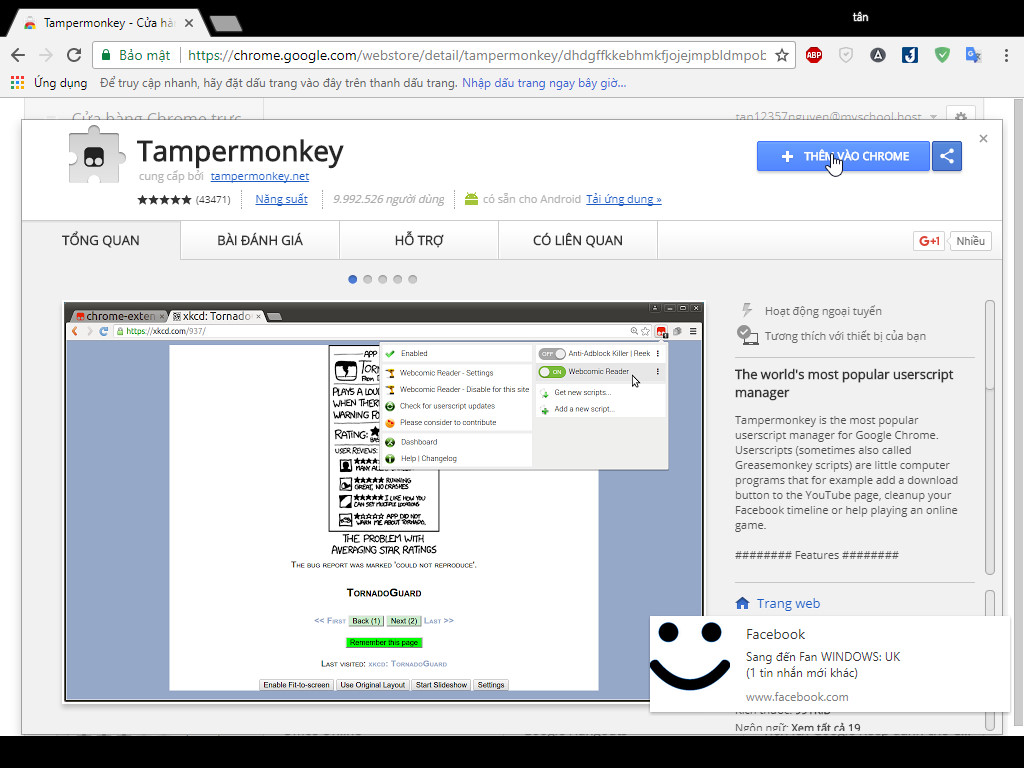 tân
Tampermonkey - Cửa hà
Bảo mật
https://chrome.google.com/webstore/detail/tampermonkey/dhdgffkkebhmkfjojejmpbldmpob
ABP
Ứng dụng
Để truy cập nhanh, hãy đặt dấu trang vào đây trên thanh dấu trang. Nhập dấu trang ngay bây giờ...
Cửa hàng Chrome trực
tan12357nguyen@myschool.host
Tampermonkey
cung cấp bởi tampermonkey.net
THÊM VÀO CHROME
(43471)
Năng suất
9.992.526 người dùng
có sẵn cho Android Tải ứng dụng »
TỔNG QUAN
BÀI ĐÁNH GIÁ
HỖ TRỢ
CÓ LIÊN QUAN
G+1
Nhiều
chrome-exten
xkcd: Tornado
https://xkcd.com/937/
Enabled
Webcomic Reader - Settings
Webcomic Reader - Disable for this site
Check for userscript updates
Please consider to contribute
Dashboard
Help | Changelog
OFF Anti-Adblock Killer | Reek
ON Webcomic Reader
Get new scripts...
Add a new script...
APP
FROM
PLAYS A LOU
WHEN THER
WARNING FO
RATING:
USER REVIEWS:
RUNNING
GREAT, NO CRASHES
I LIKE HOW YOU
CAN SET MULTIPLE LOCATIONS
APP DID NOT
WARN ME ABOUT TORNADO.
THE PROBLEM WITH
AVERAGING STAR RATINGS
The bug report was marked 'could not reproduce'.
TornadoGuard
<< First Back (1) Next (2) Last >>
Remember this page
Last visited: xkcd: TornadoGuard
Enable Fit-to-screen
Use Original Layout
Start Slideshow
Settings
Hoạt động ngoại tuyến
Tương thích với thiết bị của bạn
The world's most popular userscript
manager
Tampermonkey is the most popular
userscript manager for Google Chrome.
Userscripts (sometimes also called
Greasemonkey scripts) are little computer
programs that for example add a download
button to the YouTube page, cleanup your
Facebook timeline or help playing an online
game.
######## Features ########
Trang web
Facebook
Sang đến Fan WINDOWS: UK
(1 tin nhắn mới khác)
www.facebook.com
Ngôn ngữ: Xem tất cả 19